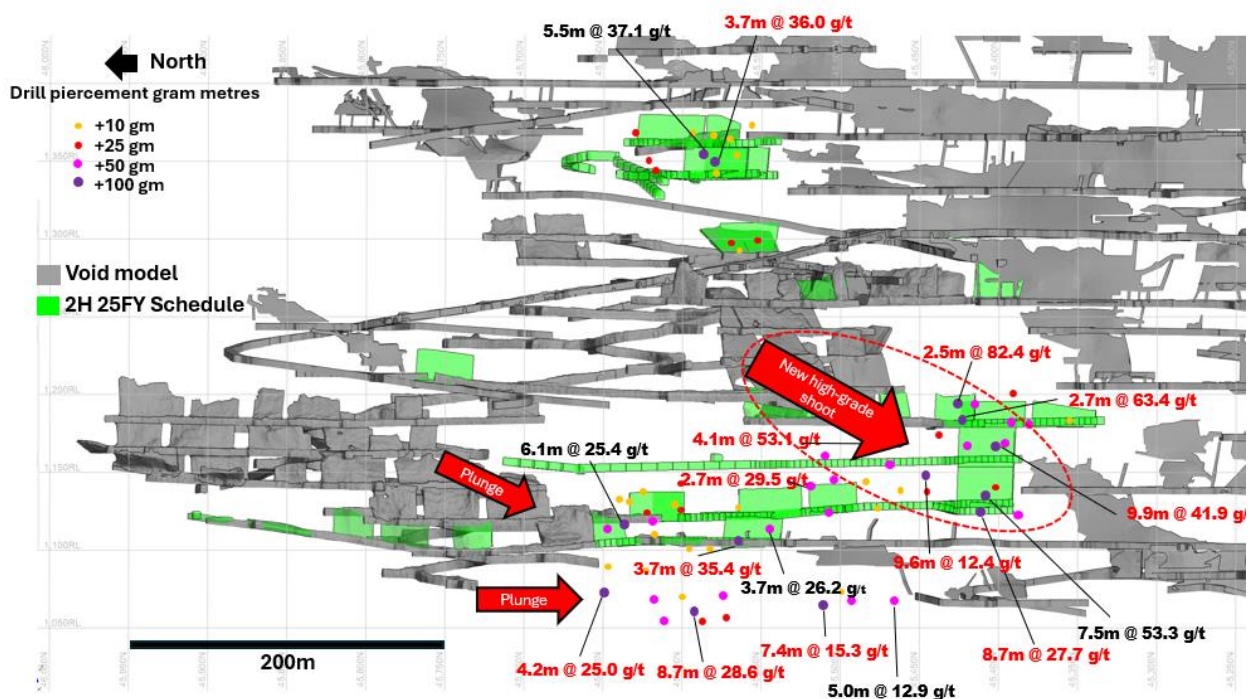 5.5m @ 37.1 g/t
3.7m @ 36.0 g/t
North
Drill piercement gram metres
+10 gm
+25 gm
+50 gm
+100 gm
1,350RL
1,300RL
Void model
2H 25FY Schedule
New high-grade
shoot
2.5m @ 82.4 g/t
1,200RL
2.7m @ 63.4 g/t
4.1m @ 53.1 g/t
6.1m @ 25.4 g/t
1,150RL
Plunge
2.7m @ 29.5 g/t
9.9m @ 41.9 g/t
1,100RL
3.7m @ 35.4 g/t
3.7m @ 26.2 g/t
9.6m @ 12.4 g/t
Plunge
1,050RL
7.5m @ 53.3 g/t
200m
4.2m @ 25.0 g/t
8.7m @ 28.6 g/t
7.4m @ 15.3 g/t
8.7m @ 27.7 g/t
5.0m @ 12.9 g/t